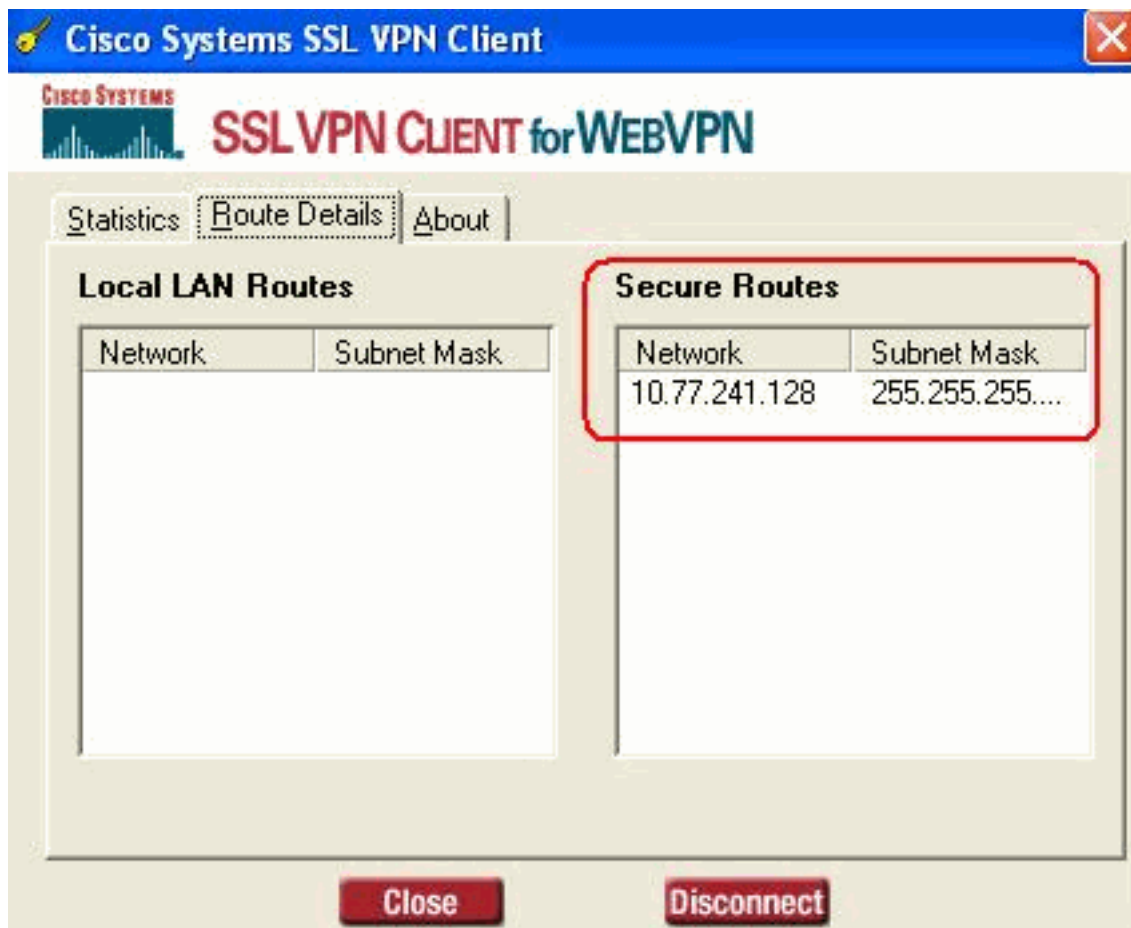 Cisco Systems SSL VPN Client
CISCO SYSTEMS
SSL VPN CLIENT for WEBVPN
Statistics Route Details About
Local LAN Routes Secure Routes
Network Subnet Mask Network Subnet Mask
10.77.241.128 255.255.255....
Close Disconnect